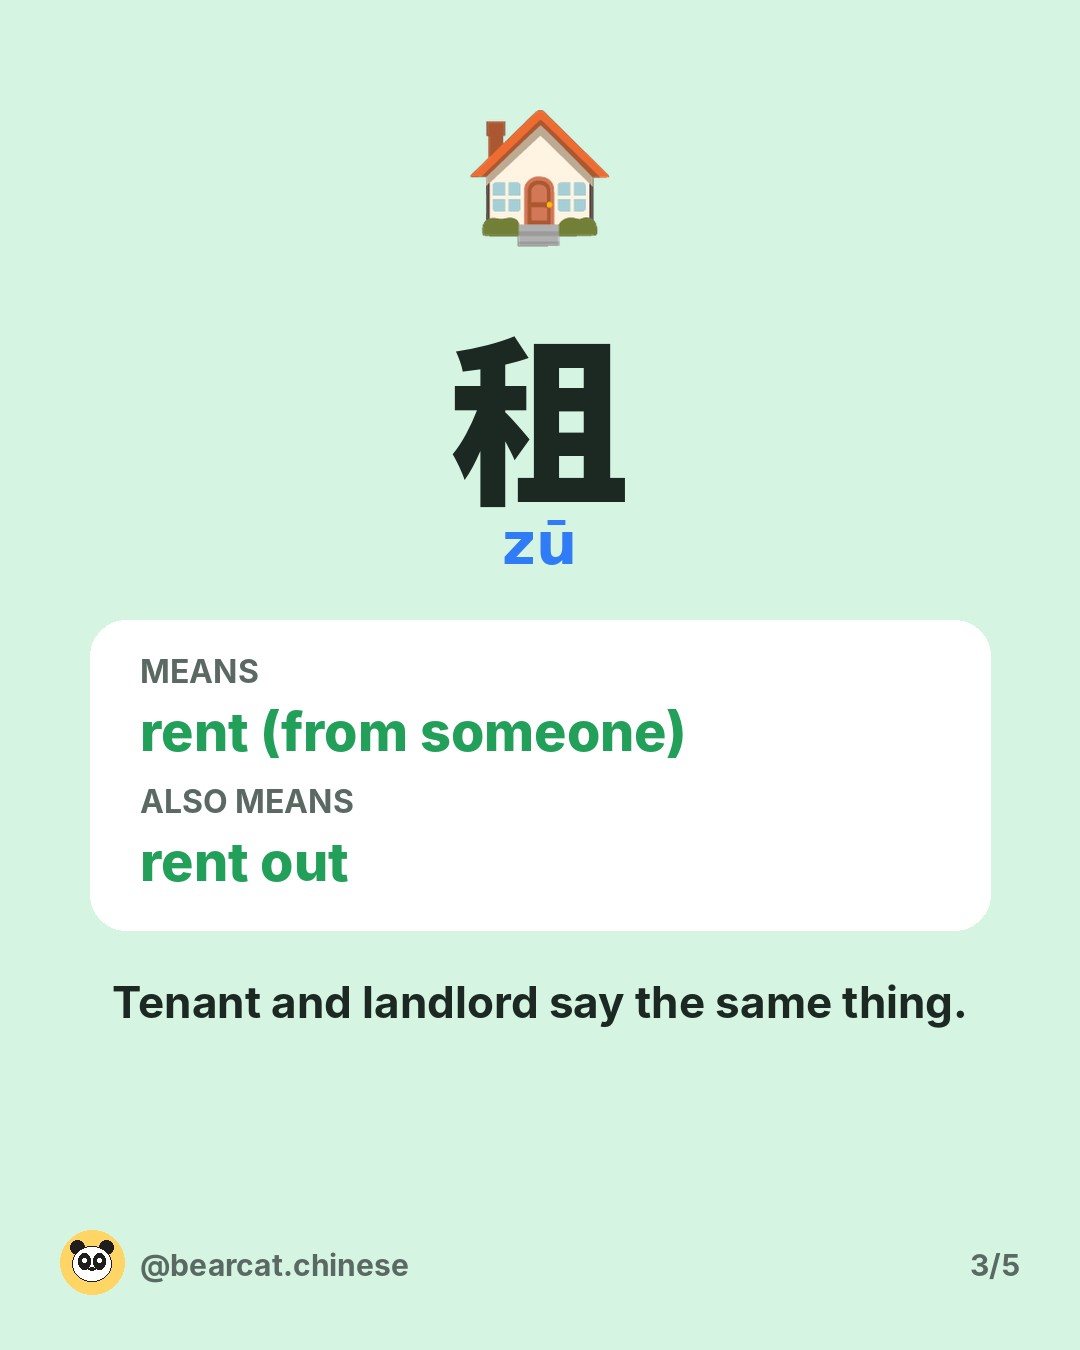 租
zū
MEANS
rent (from someone)
ALSO MEANS
rent out
Tenant and landlord say the same thing.
@bearcat.chinese
3/5